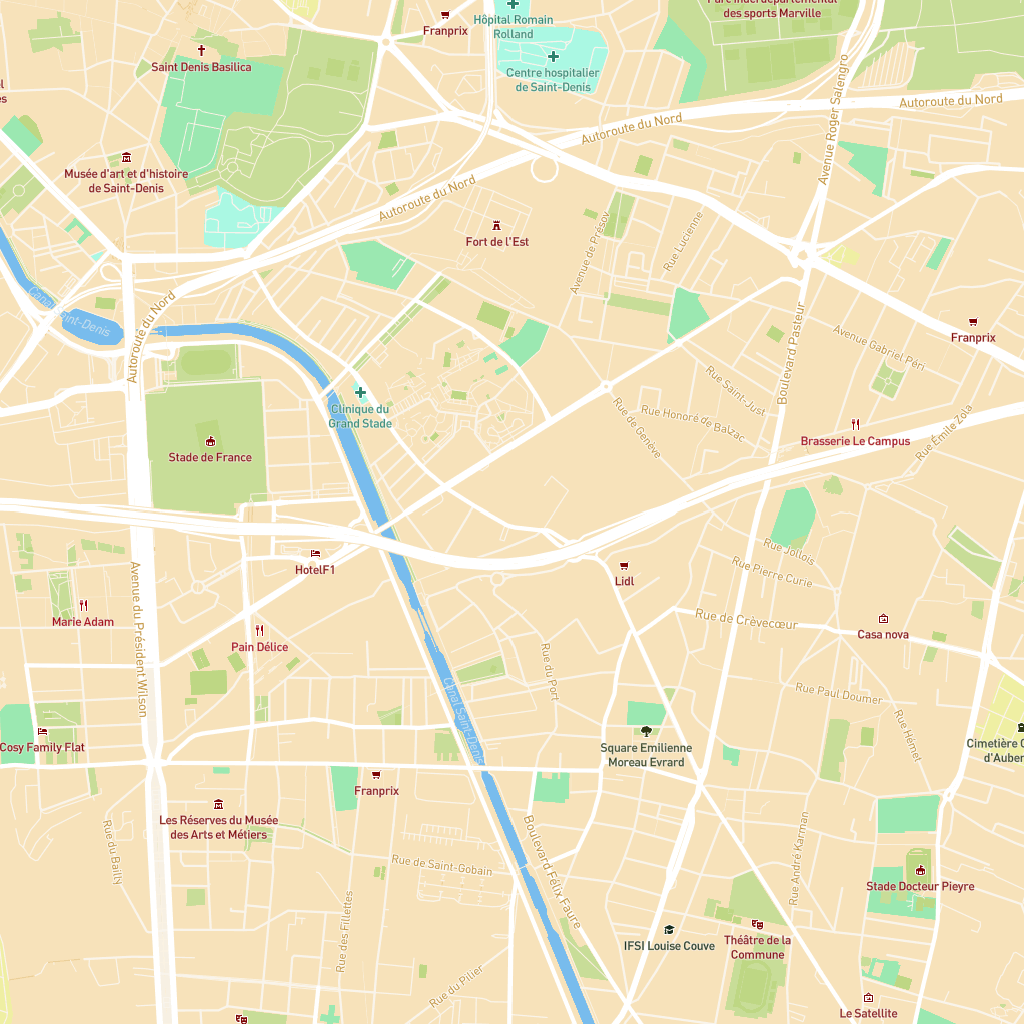 des sports Marville
Hôpital Romain
Rolland
Franprix
Saint Denis Basilica
Centre hospitalier
de Saint-Denis
Autoroute du Nord
Autoroute du Nord
Avenue Roger Salengro
Musée d'art et d'histoire
de Saint-Denis
Autoroute du Nord
Fort de l'Est
Avenue de Présov
Rue Lucienne
Canal Saint-Denis
Autoroute du Nord
Franprix
Boulevard Pasteur
Avenue Gabriel Péri
Rue Saint-Just
Clinique du
Grand Stade
Rue de Genève
Rue Honoré de Balzac
Brasserie Le Campus
Rue Émile Zola
Stade de France
HotelF1
Lidl
Rue Jollois
Rue Pierre Curie
Marie Adam
Avenue du Président Wilson
Pain Délice
Rue de Crèvecœur
Casa nova
Rue du Port
Canal Saint-Denis
Rue Paul Doumer
Rue Hémet
Cosy Family Flat
Square Emilienne
Moreau Evrard
Cimetière
d'Auber
Franprix
Les Réserves du Musée
des Arts et Métiers
Rue du Bailly
Rue de Saint-Gobain
Boulevard Félix Faure
Rue André Karman
Stade Docteur Pieyre
Rue des Fillettes
IFSI Louise Couve
Théâtre de la
Commune
Rue du Pilier
Le Satellite